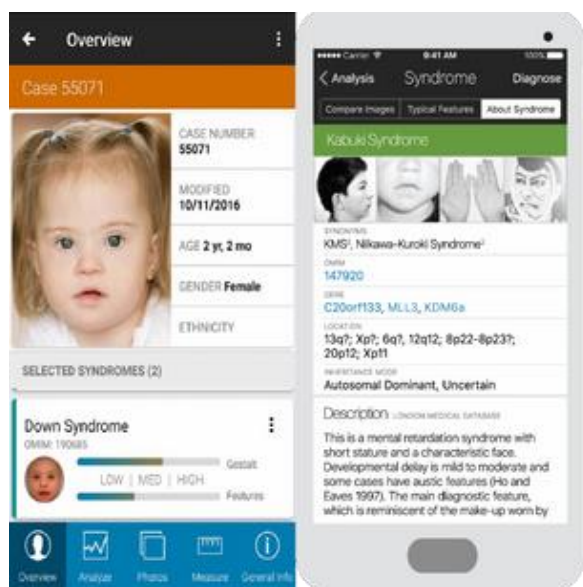 Overview
Case 55071
CASE NUMBER
55071
MODIFIED
10/11/2016
AGE 2 yr, 2 mo
GENDER Female
ETHNICITY
SELECTED SYNDROMES (2)
Down Syndrome
OMIM: 190685
Gestalt
LOW | MED | HIGH
Features
Overview
Analyze
Photos
Measure
General Info
Carrier
9:41 AM
100%
Analysis
Syndrome
Diagnose
Compare Images
Typical Features
About Syndrome
Kabuki Syndrome
SYNONYMS
KMS¹, Niikawa-Kuroki Syndrome²
OMIM
147920
GENE
C20orf133, MLL3, KDM6a
LOCATION
13q?; Xp?; 6q?, 12q12; 8p22-8p23?;
20p12; Xp11
INHERITANCE MODE
Autosomal Dominant, Uncertain
Description LONDON MEDICAL DATABASE
This is a mental retardation syndrome with
short stature and a characteristic face.
Developmental delay is mild to moderate and
some cases have austic features (Ho and
Eaves 1997). The main diagnostic feature,
which is reminiscent of the make-up worn by